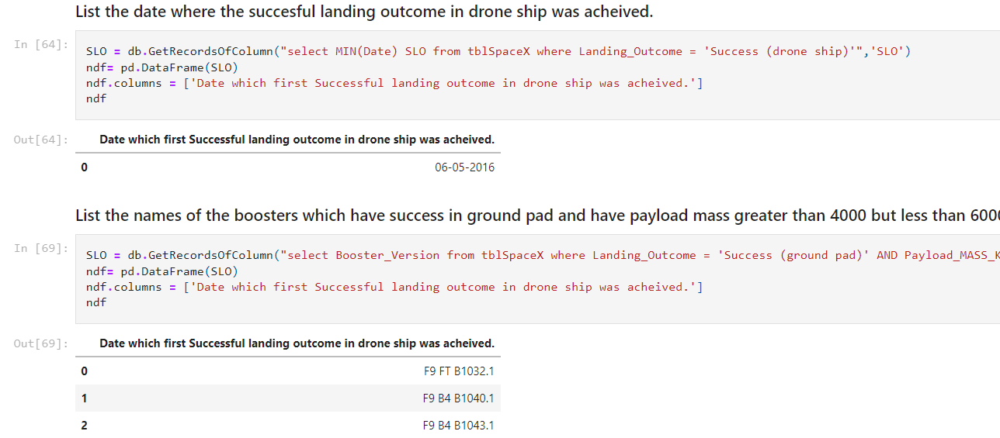 List the date where the succesful landing outcome in drone ship was acheived.
In [64]:
SLO = db.GetRecordsOfColumn("select MIN(Date) SLO from tblSpaceX where Landing_Outcome = 'Success (drone ship)'",'SLO')
ndf= pd.DataFrame(SLO)
ndf.columns = ['Date which first Successful landing outcome in drone ship was acheived.']
ndf
Out[64]:
Date which first Successful landing outcome in drone ship was acheived.
0 06-05-2016
List the names of the boosters which have success in ground pad and have payload mass greater than 4000 but less than 6000
In [69]:
SLO = db.GetRecordsOfColumn("select Booster_Version from tblSpaceX where Landing_Outcome = 'Success (ground pad)' AND Payload_MASS_K
ndf= pd.DataFrame(SLO)
ndf.columns = ['Date which first Successful landing outcome in drone ship was acheived.']
ndf
Out[69]:
Date which first Successful landing outcome in drone ship was acheived.
0 F9 FT B1032.1
1 F9 B4 B1040.1
2 F9 B4 B1043.1